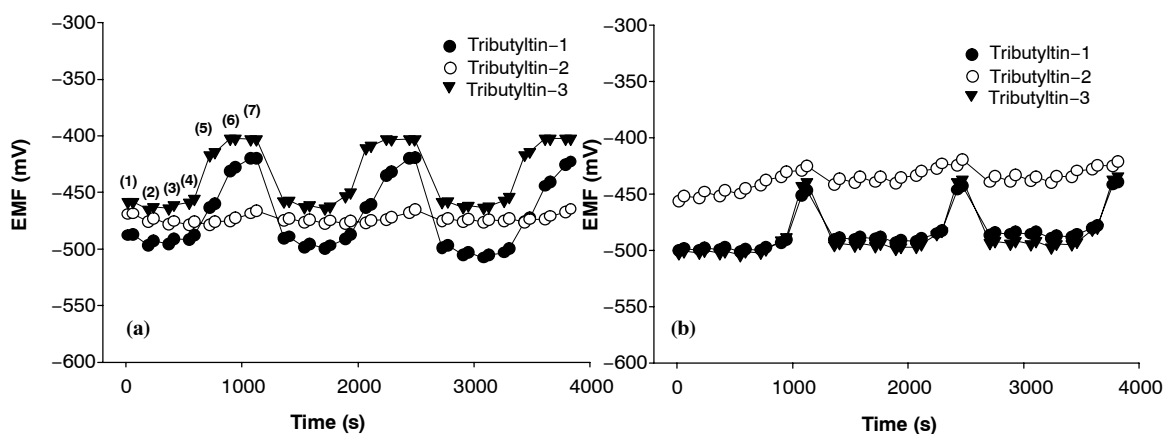 −300
−350
−400
−450
−500
−550
−600
EMF (mV)
Tributyltin−1
Tributyltin−2
Tributyltin−3
(1)
(2)
(3)
(4)
(5)
(6)
(7)
(a)
0
1000
2000
3000
4000
Time (s)
−300
−350
−400
−450
−500
−550
−600
EMF (mV)
Tributyltin−1
Tributyltin−2
Tributyltin−3
(b)
0
1000
2000
3000
4000
Time (s)